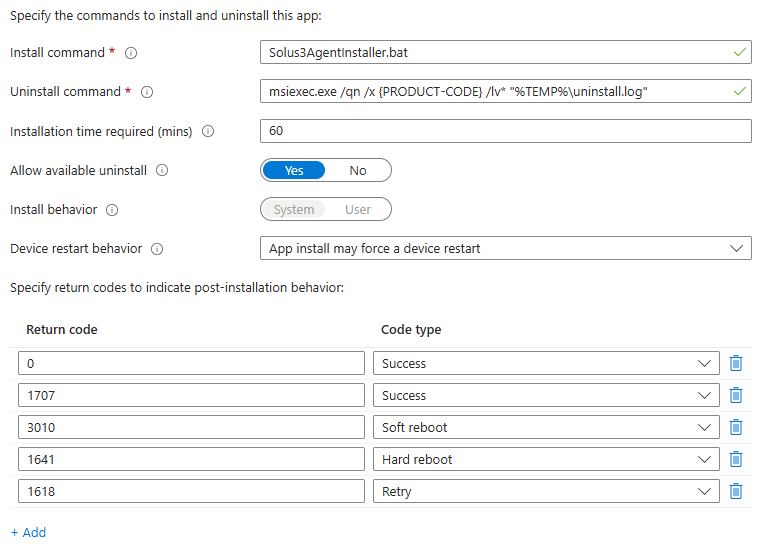 Specify the commands to install and uninstall this app:
Install command * Solus3AgentInstaller.bat
Uninstall command * msiexec.exe /qn /x {PRODUCT-CODE} /lv* "%TEMP%\uninstall.log"
Installation time required (mins) 60
Allow available uninstall Yes No
Install behavior System User
Device restart behavior App install may force a device restart
Specify return codes to indicate post-installation behavior:
Return code Code type
0 Success
1707 Success
3010 Soft reboot
1641 Hard reboot
1618 Retry
+ Add